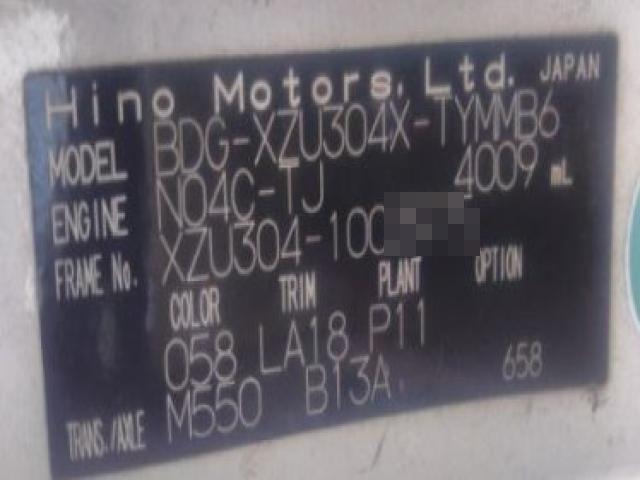 Hino Motors, Ltd. JAPAN
MODEL BDG-XZU304X-TYMMB6
ENGINE N04C-TJ 4009 mL
FRAME No. XZU304-100
COLOR TRIM PLANT OPTION
058 LA18 P11
TRANS./AXLE M550 B13A 658